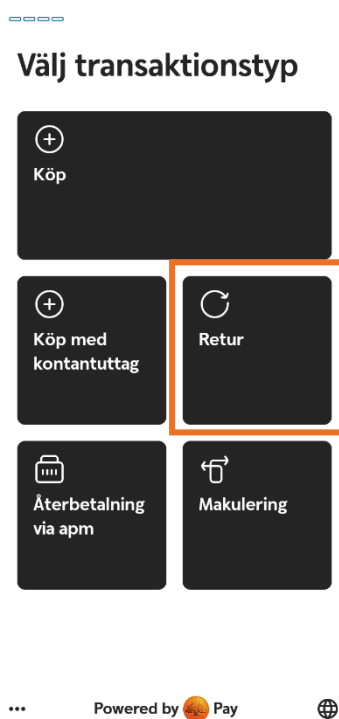 Välj transaktionstyp
Köp
Köp med
kontantuttag
Retur
Återbetalning
via apm
Makulering
Powered by Pay